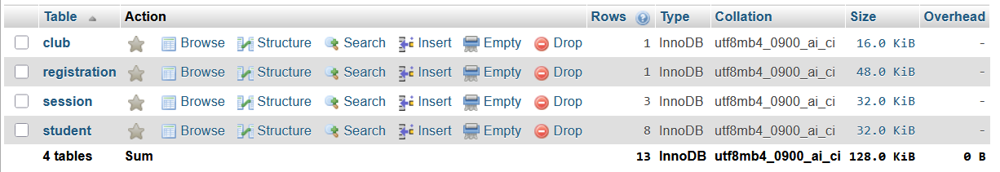 Table Action Rows Type Collation Size Overhead
club Browse Structure Search Insert Empty Drop 1 InnoDB utf8mb4_0900_ai_ci 16.0 KiB -
registration Browse Structure Search Insert Empty Drop 1 InnoDB utf8mb4_0900_ai_ci 48.0 KiB -
session Browse Structure Search Insert Empty Drop 3 InnoDB utf8mb4_0900_ai_ci 32.0 KiB -
student Browse Structure Search Insert Empty Drop 8 InnoDB utf8mb4_0900_ai_ci 32.0 KiB -
4 tables Sum 13 InnoDB utf8mb4_0900_ai_ci 128.0 KiB 0 B